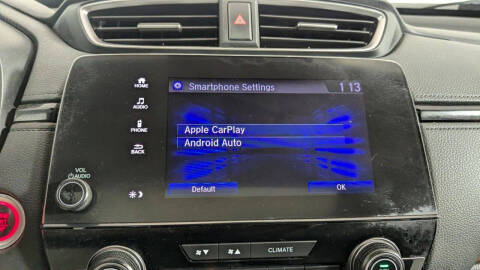 Smartphone Settings
1:13
HOME
AUDIO
PHONE
BACK
Apple CarPlay
Android Auto
VOL
AUDIO
Default
OK
CLIMATE